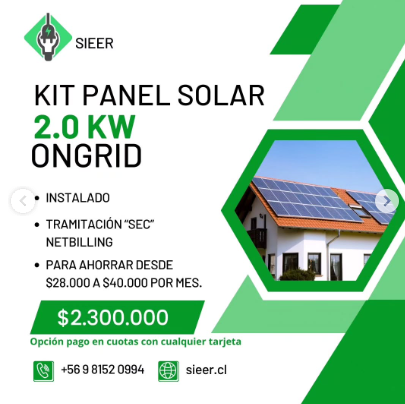 SIEER
KIT PANEL SOLAR
2.0 KW
ONGRID
• INSTALADO
• TRAMITACIÓN “SEC”
NETBILLING
• PARA AHORRAR DESDE
$28.000 A $40.000 POR MES.
$2.300.000
Opción pago en cuotas con cualquier tarjeta
+56 9 8152 0994 sieer.cl